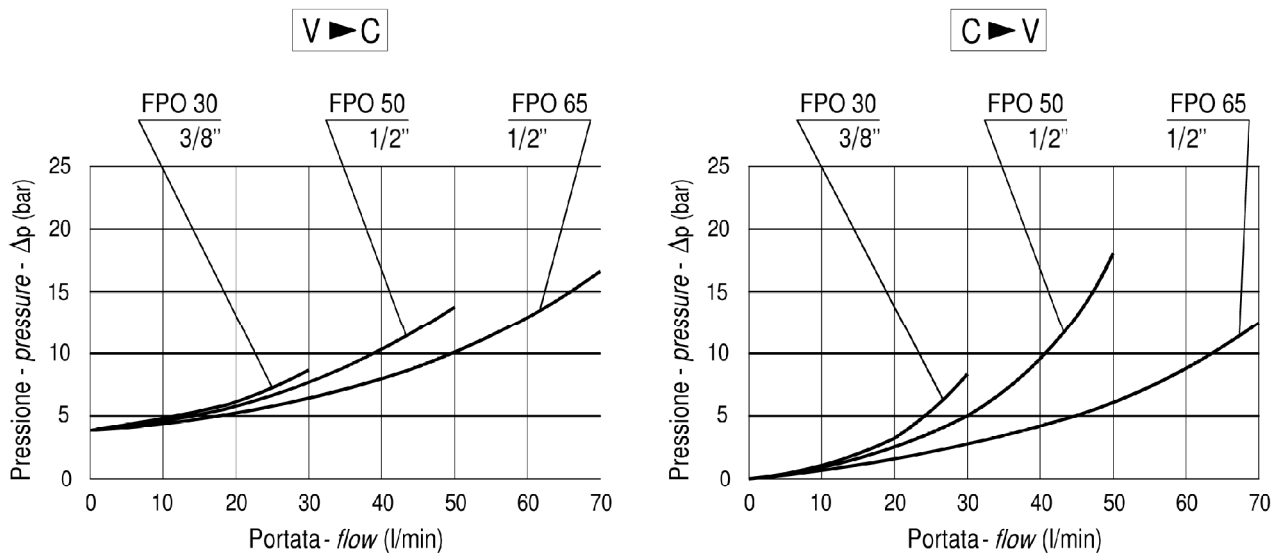 V ► C
FPO 30
3/8"
FPO 50
1/2"
FPO 65
1/2"
Pressione - pressure - Δp (bar)
25
20
15
10
5
0
0 10 20 30 40 50 60 70
Portata - flow (l/min)
C ► V
FPO 30
3/8"
FPO 50
1/2"
FPO 65
1/2"
Pressione - pressure - Δp (bar)
25
20
15
10
5
0
0 10 20 30 40 50 60 70
Portata - flow (l/min)